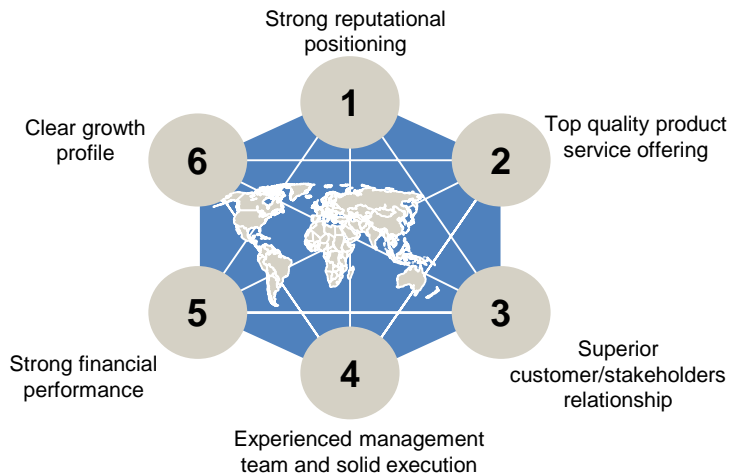 Strong reputational
positioning
1
Clear growth
profile
6
2
Top quality product
service offering
5
3
Strong financial
performance
4
Superior
customer/stakeholders
relationship
Experienced management
team and solid execution